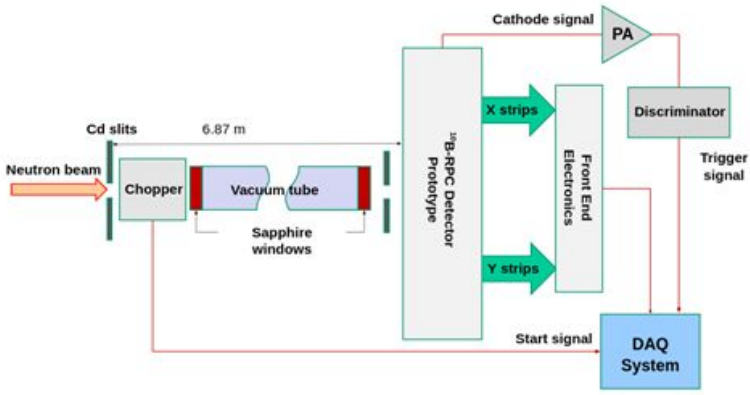 Cathode signal
PA
Cd slits
6.87 m
X strips
Discriminator
Neutron beam
Chopper
Vacuum tube
¹⁰B-RPC Detector
Prototype
Front End
Electronics
Trigger
signal
Sapphire
windows
Y strips
Start signal
DAQ
System